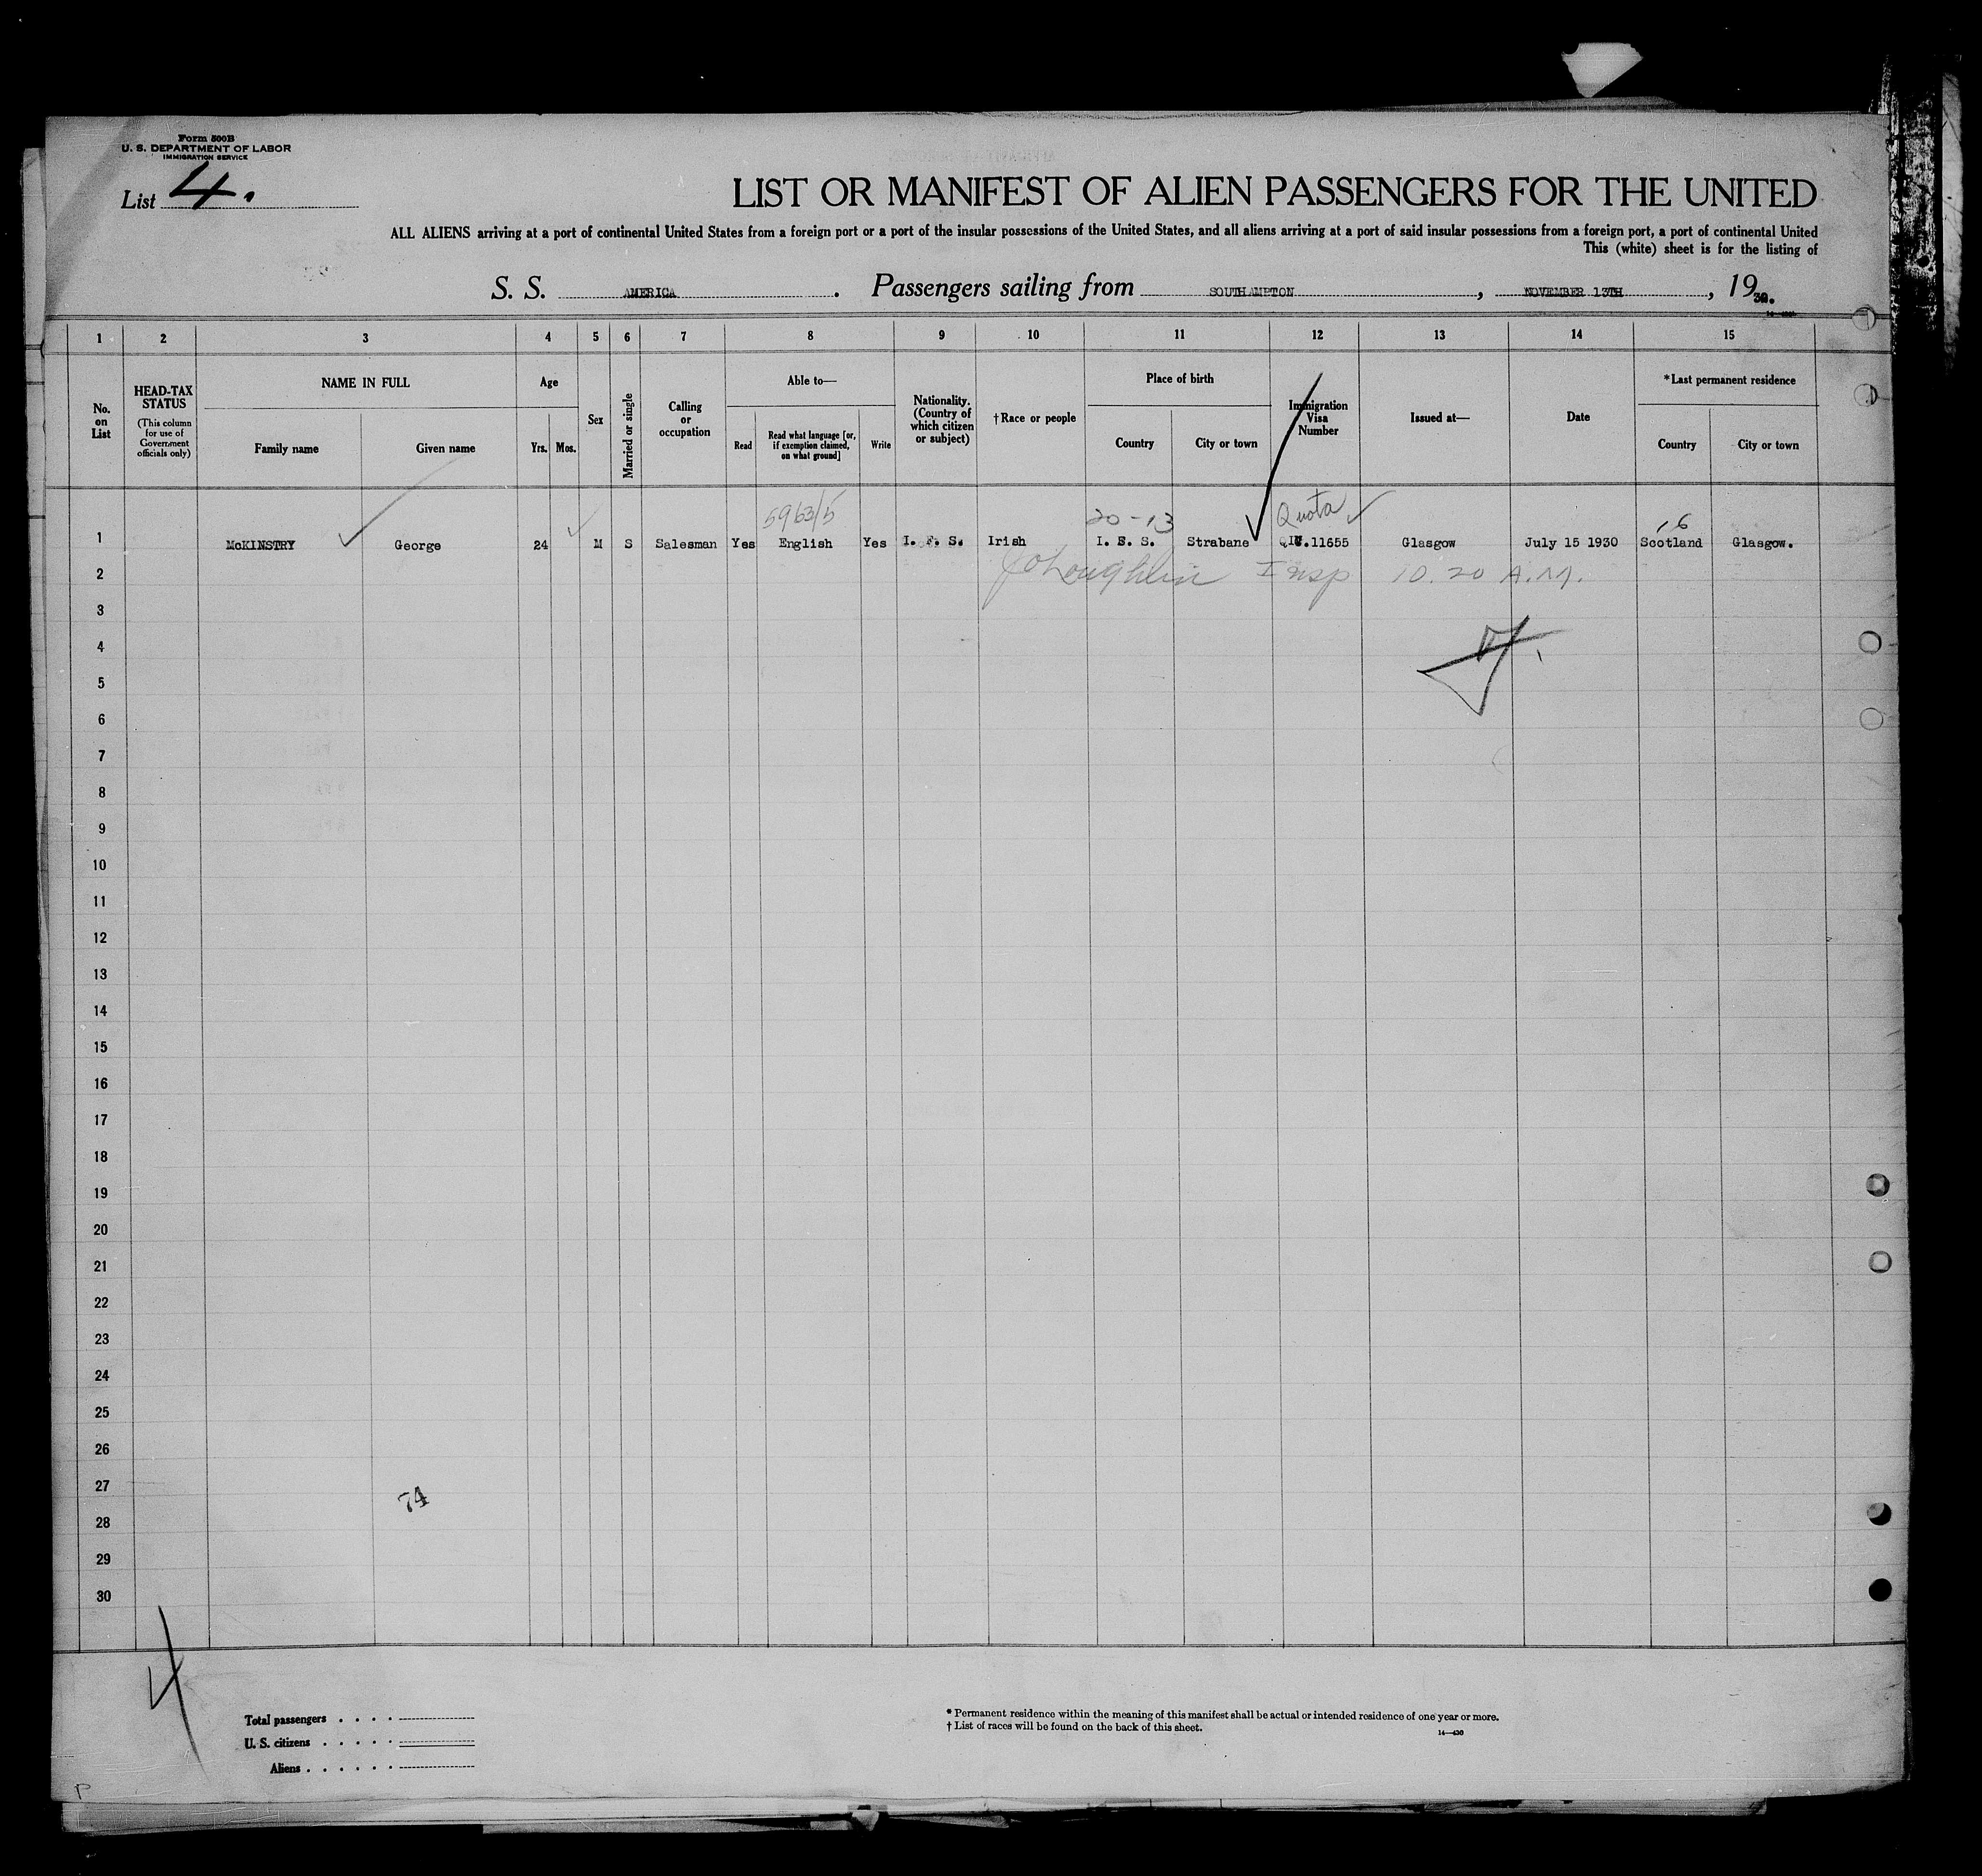 Form 500B
U. S. DEPARTMENT OF LABOR
IMMIGRATION SERVICE
List 4.
LIST OR MANIFEST OF ALIEN PASSENGERS FOR THE UNITED
ALL ALIENS arriving at a port of continental United States from a foreign port or a port of the insular possessions of the United States, and all aliens arriving at a port of said insular possessions from a foreign port, a port of continental United
This (white) sheet is for the listing of
S. S. AMERICA. Passengers sailing from SOUTHAMPTON, NOVEMBER 13TH, 1930.
1 2 3 4 5 6 7 8 9 10 11 12 13 14 15
No. on List
HEAD-TAX STATUS
(This column for use of Government officials only)
NAME IN FULL
Family name
Given name
Age
Yrs. Mos.
Sex
Married or single
Calling or occupation
Able to—
Read
Read what language [or, if exemption claimed, on what ground]
Write
Nationality. (Country of which citizen or subject)
†Race or people
Place of birth
Country
City or town
Immigration Visa Number
Issued at—
Date
*Last permanent residence
Country
City or town
5963/5 20-13 Quota 16
1 McKINSTRY George 24 M S Salesman Yes English Yes I. F. S. Irish I. F. S. Strabane 11655 Glasgow July 15 1930 Scotland Glasgow.
2 Insp 10.20 A.M.
3
4
5
6
7
8
9
10
11
12
13
14
15
16
17
18
19
20
21
22
23
24
25
26
27
74
28
29
30
4
Total passengers . . . .
U. S. citizens . . . . .
Aliens . . . . . .
* Permanent residence within the meaning of this manifest shall be actual or intended residence of one year or more.
† List of races will be found on the back of this sheet.
14—430
P